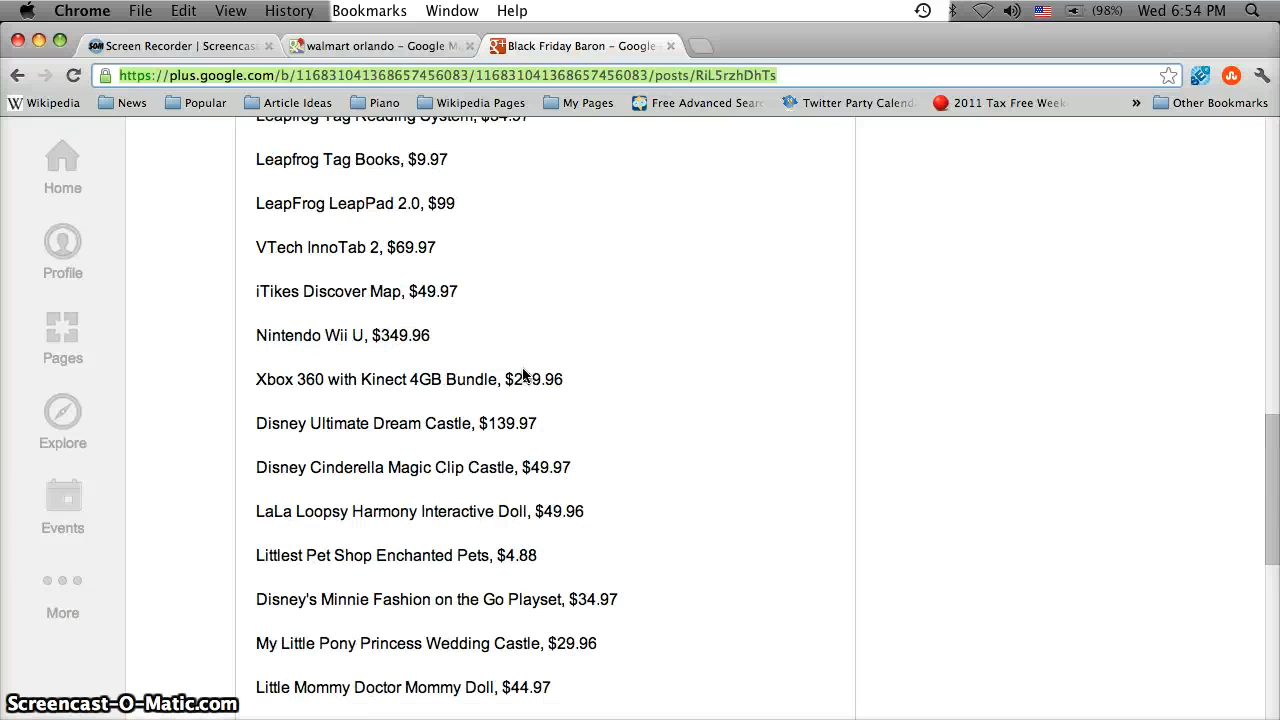 Chrome File Edit View History Bookmarks Window Help (98%) Wed 6:54 PM
Screen Recorder | Screencas walmart orlando - Google M Black Friday Baron - Google
https://plus.google.com/b/116831041368657456083/116831041368657456083/posts/RiL5rzhDhTs
Wikipedia News Popular Article Ideas Piano Wikipedia Pages My Pages Free Advanced Sear Twitter Party Calend 2011 Tax Free Week » Other Bookmarks
Leapfrog Tag Reading System, $34.97
Leapfrog Tag Books, $9.97
Home
LeapFrog LeapPad 2.0, $99
VTech InnoTab 2, $69.97
Profile
iTikes Discover Map, $49.97
Nintendo Wii U, $349.96
Pages
Xbox 360 with Kinect 4GB Bundle,
Disney Ultimate Dream Castle, $139.97
Explore
Disney Cinderella Magic Clip Castle, $49.97
LaLa Loopsy Harmony Interactive Doll, $49.96
Events
Littlest Pet Shop Enchanted Pets, $4.88
Disney's Minnie Fashion on the Go Playset, $34.97
More
My Little Pony Princess Wedding Castle, $29.96
Little Mommy Doctor Mommy Doll, $44.97
Screencast-O-Matic.com